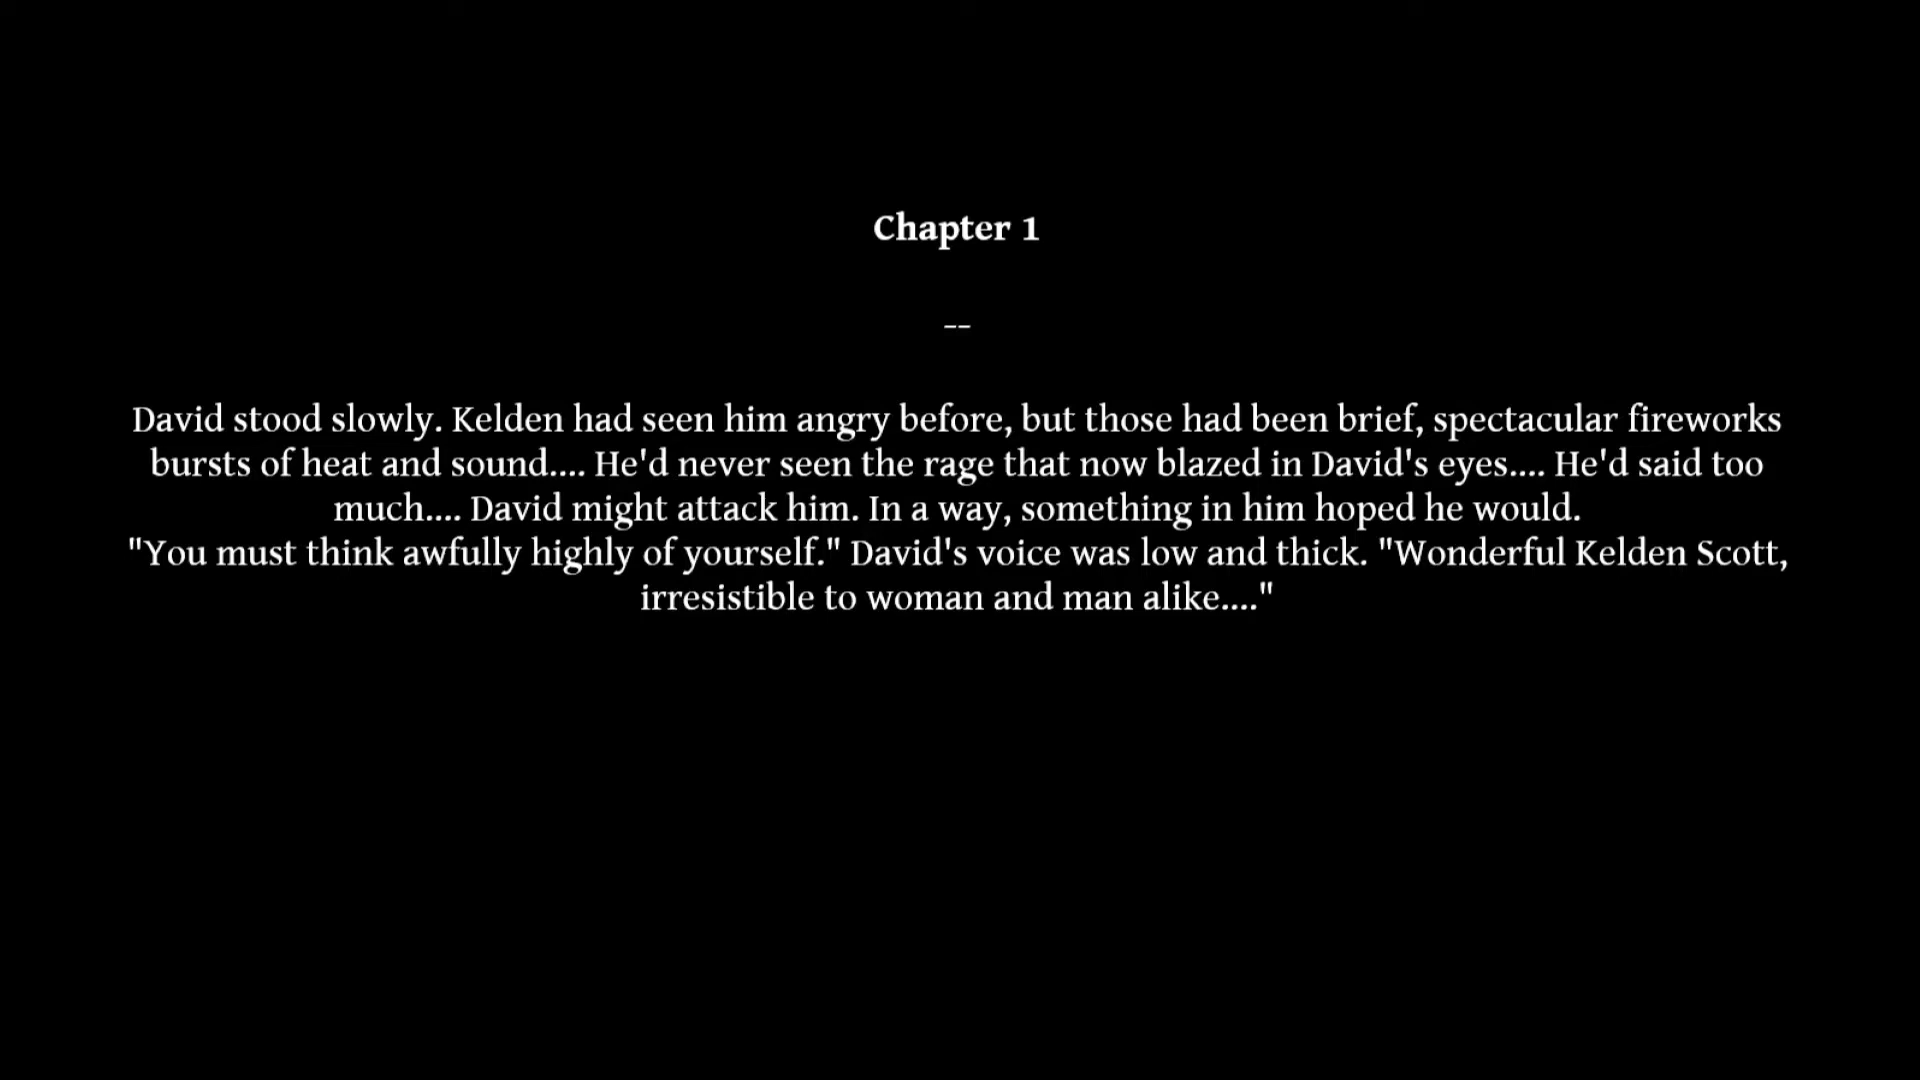 Chapter 1
--
David stood slowly. Kelden had seen him angry before, but those had been brief, spectacular fireworks
bursts of heat and sound.... He'd never seen the rage that now blazed in David's eyes.... He'd said too
much.... David might attack him. In a way, something in him hoped he would.
"You must think awfully highly of yourself." David's voice was low and thick. "Wonderful Kelden Scott,
irresistible to woman and man alike...."